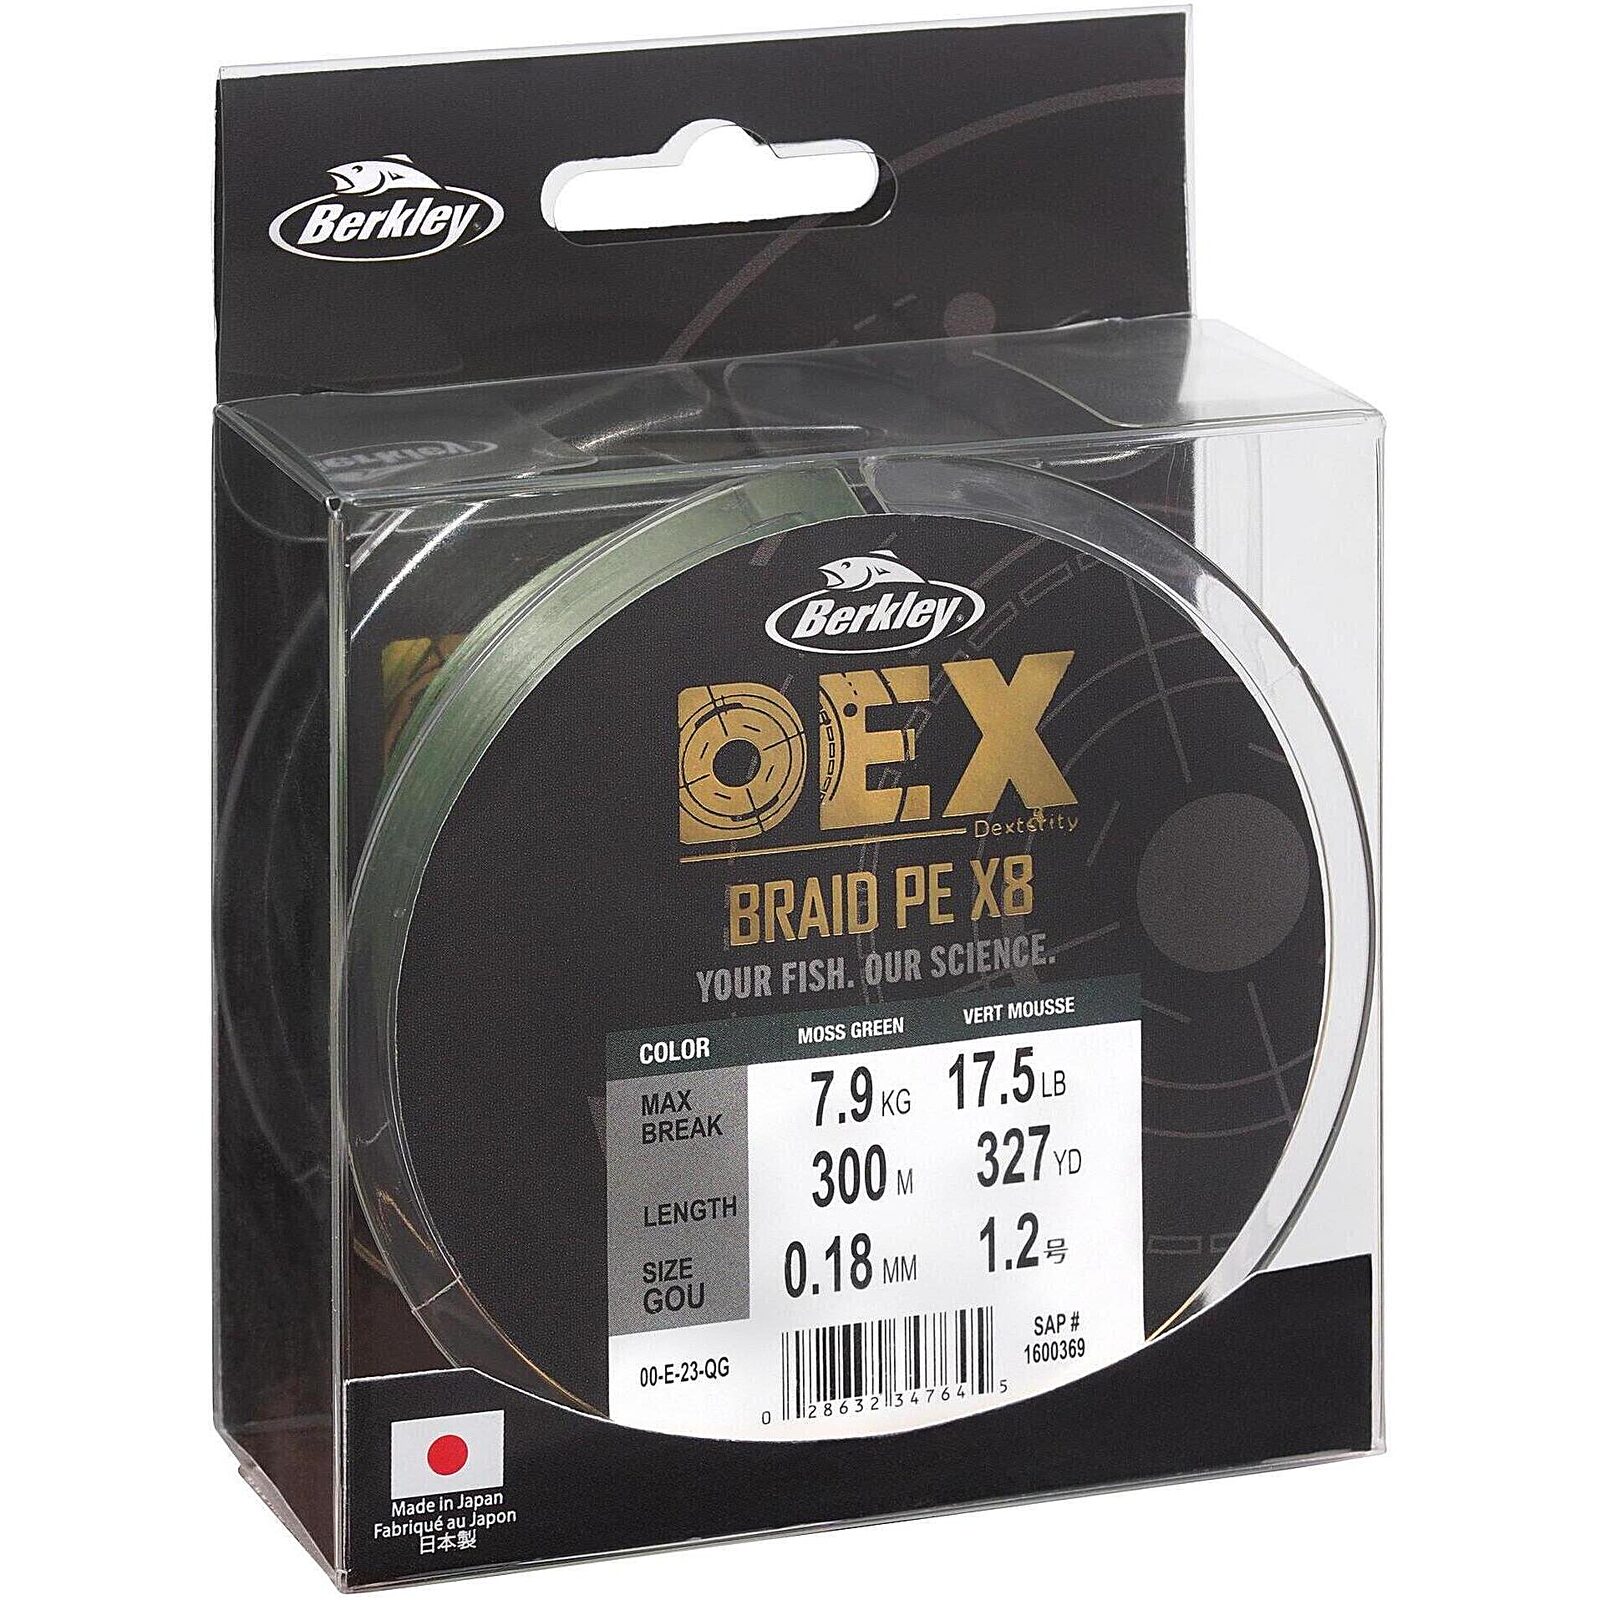 Berkley
Berkley
DEX
Dexterity
BRAID PE X8
YOUR FISH. OUR SCIENCE.
COLOR MOSS GREEN VERT MOUSSE
MAX BREAK 7.9 KG 17.5 LB
LENGTH 300 M 327 YD
SIZE GOU 0.18 MM 1.2号
00-E-23-QG
SAP #
1600369
0 28632 34764 5
Made in Japan
Fabriqué au Japon
日本製